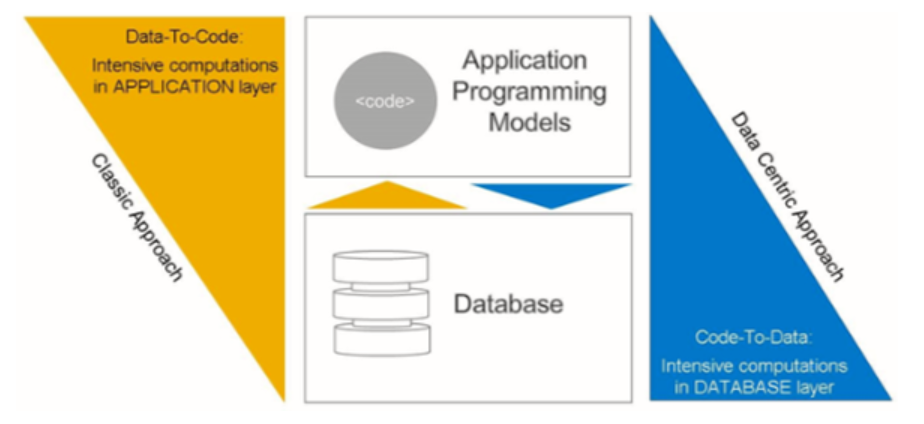 Data-To-Code:
Intensive computations
in APPLICATION layer
Classic Approach
<code>
Application
Programming
Models
Database
Data Centric Approach
Code-To-Data:
Intensive computations
in DATABASE layer